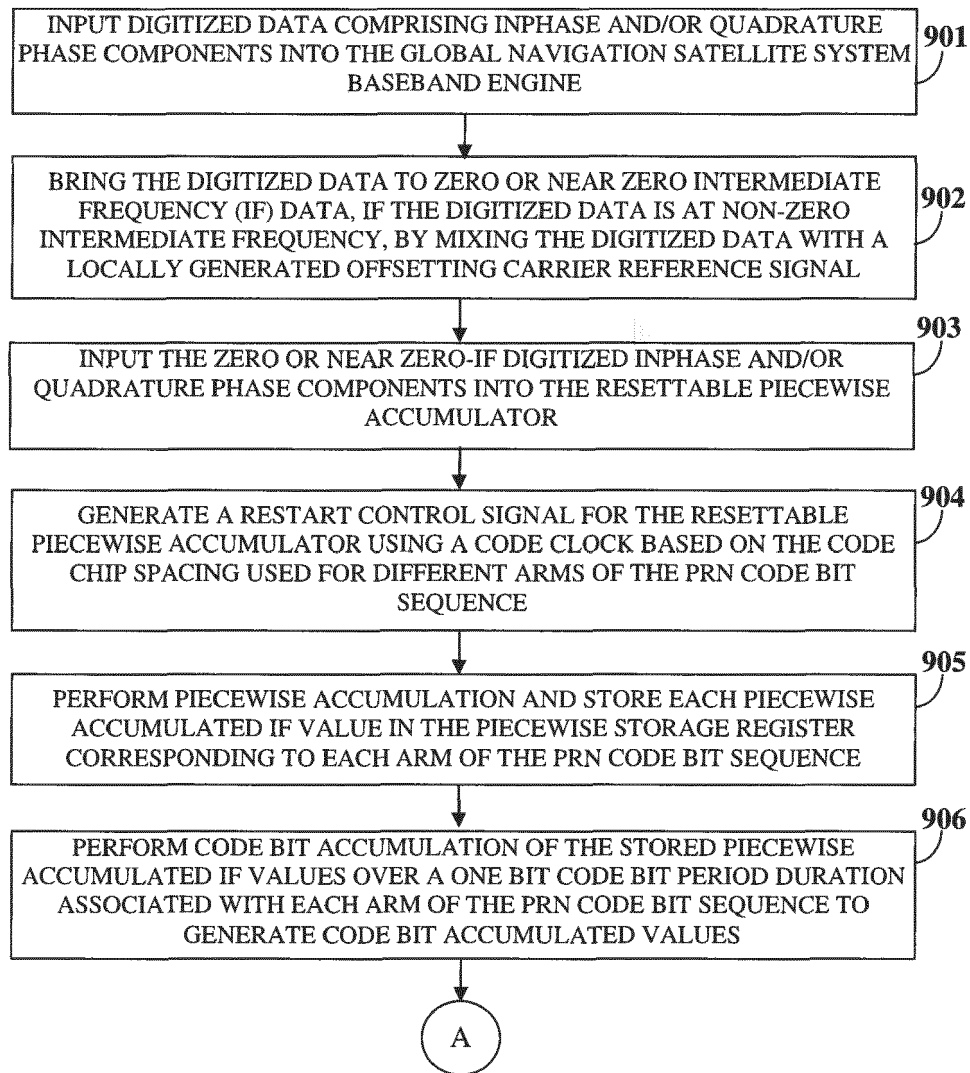 INPUT DIGITIZED DATA COMPRISING INPHASE AND/OR QUADRATURE
PHASE COMPONENTS INTO THE GLOBAL NAVIGATION SATELLITE SYSTEM
BASEBAND ENGINE
901
BRING THE DIGITIZED DATA TO ZERO OR NEAR ZERO INTERMEDIATE
FREQUENCY (IF) DATA, IF THE DIGITIZED DATA IS AT NON-ZERO
INTERMEDIATE FREQUENCY, BY MIXING THE DIGITIZED DATA WITH A
LOCALLY GENERATED OFFSETTING CARRIER REFERENCE SIGNAL
902
INPUT THE ZERO OR NEAR ZERO-IF DIGITIZED INPHASE AND/OR
QUADRATURE PHASE COMPONENTS INTO THE RESETTABLE PIECEWISE
ACCUMULATOR
903
GENERATE A RESTART CONTROL SIGNAL FOR THE RESETTABLE
PIECEWISE ACCUMULATOR USING A CODE CLOCK BASED ON THE CODE
CHIP SPACING USED FOR DIFFERENT ARMS OF THE PRN CODE BIT
SEQUENCE
904
PERFORM PIECEWISE ACCUMULATION AND STORE EACH PIECEWISE
ACCUMULATED IF VALUE IN THE PIECEWISE STORAGE REGISTER
CORRESPONDING TO EACH ARM OF THE PRN CODE BIT SEQUENCE
905
PERFORM CODE BIT ACCUMULATION OF THE STORED PIECEWISE
ACCUMULATED IF VALUES OVER A ONE BIT CODE BIT PERIOD DURATION
ASSOCIATED WITH EACH ARM OF THE PRN CODE BIT SEQUENCE TO
GENERATE CODE BIT ACCUMULATED VALUES
906
A